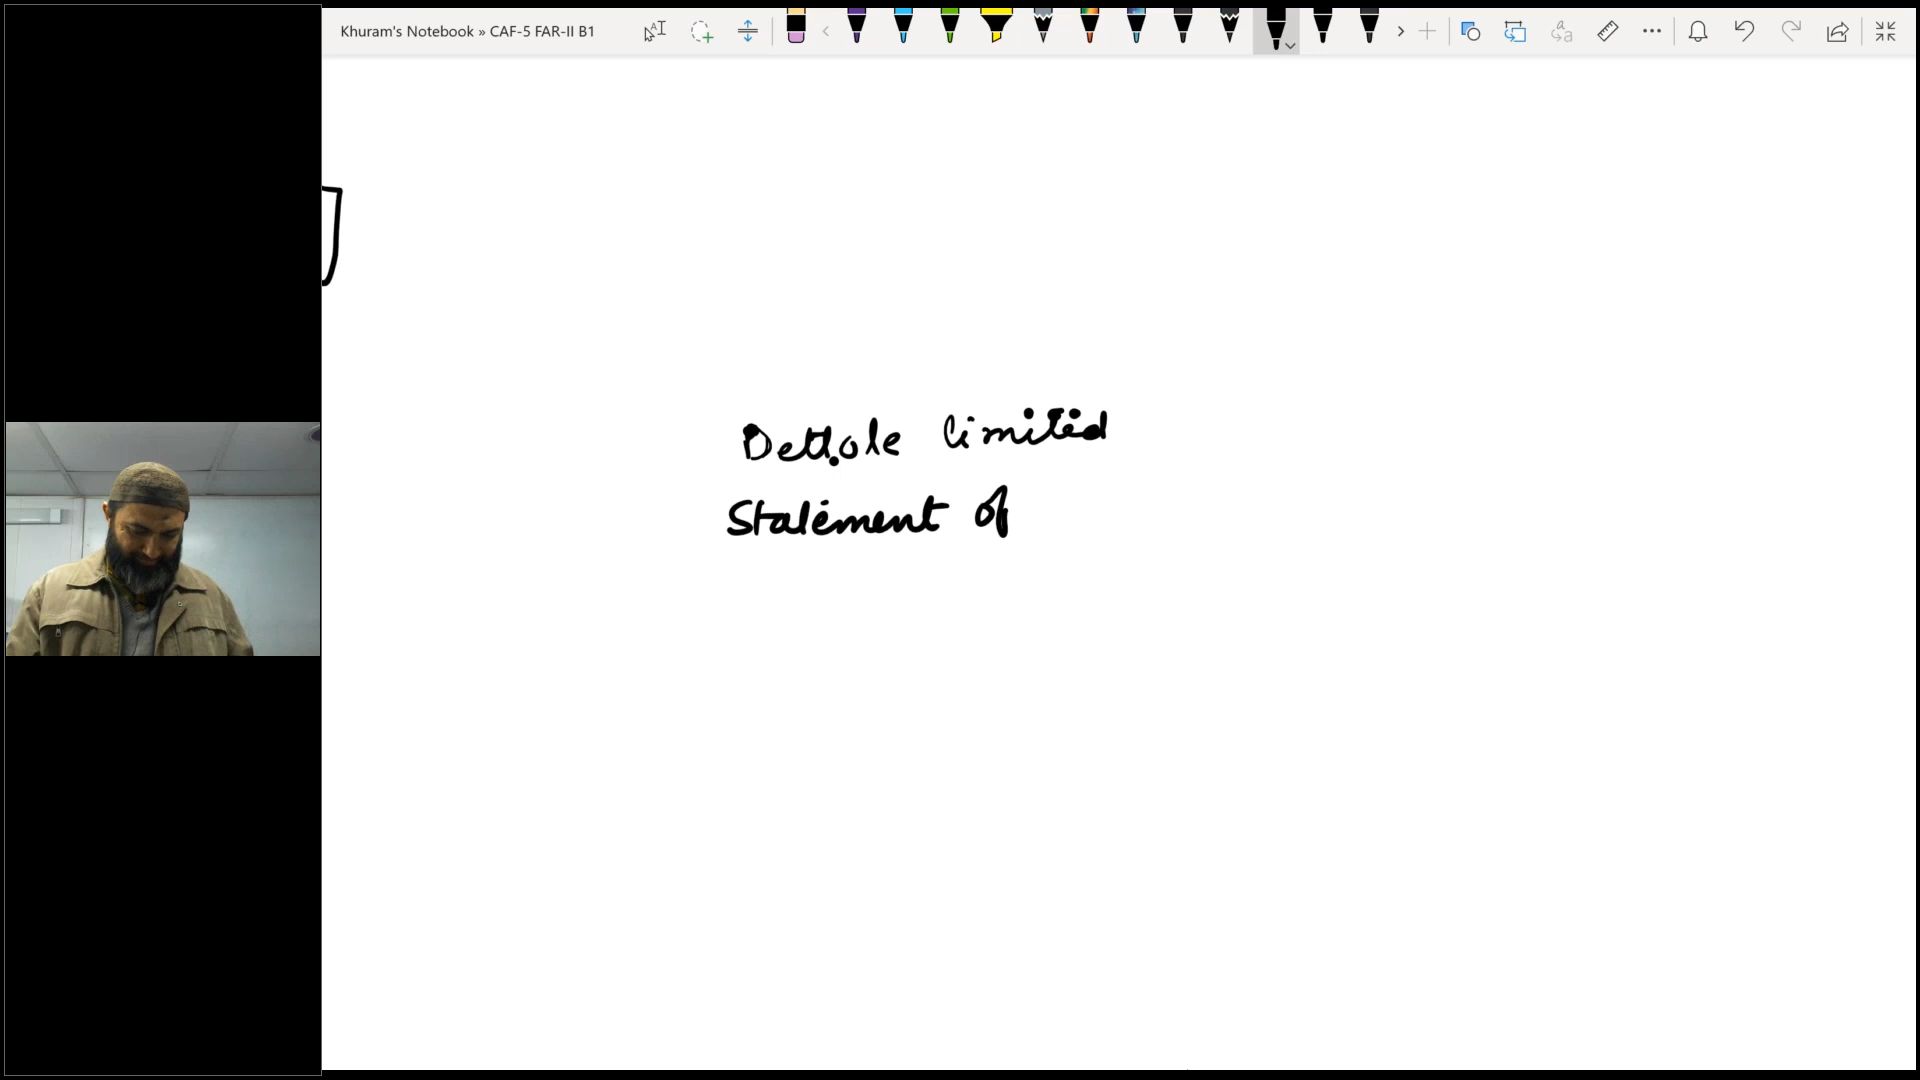 Khuram's Notebook » CAF-5 FAR-II B1
Dettole limited
Statement of